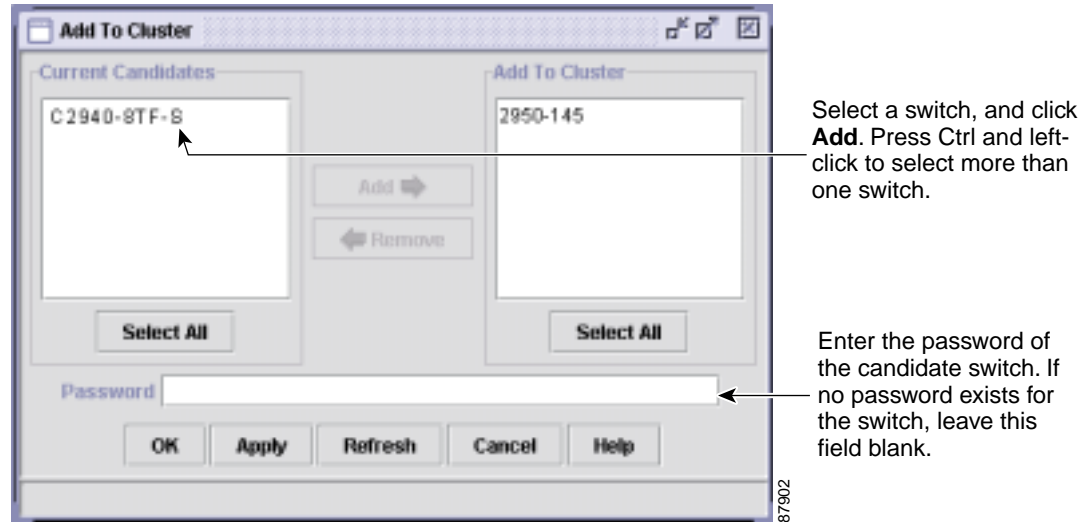 Add To Cluster
Current Candidates
Add To Cluster
C2940-8TF-S
2950-145
Add
Remove
Select All
Select All
Password
OK
Apply
Refresh
Cancel
Help
Select a switch, and click
Add. Press Ctrl and left-
click to select more than
one switch.
Enter the password of
the candidate switch. If
no password exists for
the switch, leave this
field blank.
87902